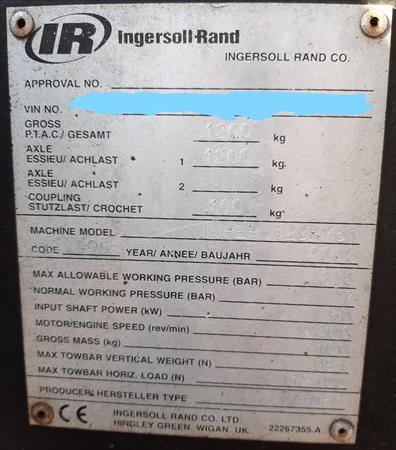 IR Ingersoll-Rand
INGERSOLL RAND CO.
APPROVAL NO.
VIN NO.
GROSS
P.T.A.C./ GESAMT 1200 kg
AXLE
ESSIEU/ ACHLAST 1 1200 kg
AXLE
ESSIEU/ ACHLAST 2 kg
COUPLING
STUTZLAST/ CROCHET 100 kg
MACHINE MODEL
CODE YEAR/ ANNEE/ BAUJAHR
MAX ALLOWABLE WORKING PRESSURE (BAR)
NORMAL WORKING PRESSURE (BAR)
INPUT SHAFT POWER (kW)
MOTOR/ENGINE SPEED (rev/min)
GROSS MASS (kg)
MAX TOWBAR VERTICAL WEIGHT (N)
MAX TOWBAR HORIZ. LOAD (N)
PRODUCER/ HERSTELLER TYPE
CE INGERSOLL RAND CO. LTD.
HINDLEY GREEN. WIGAN. UK. 22267355.A